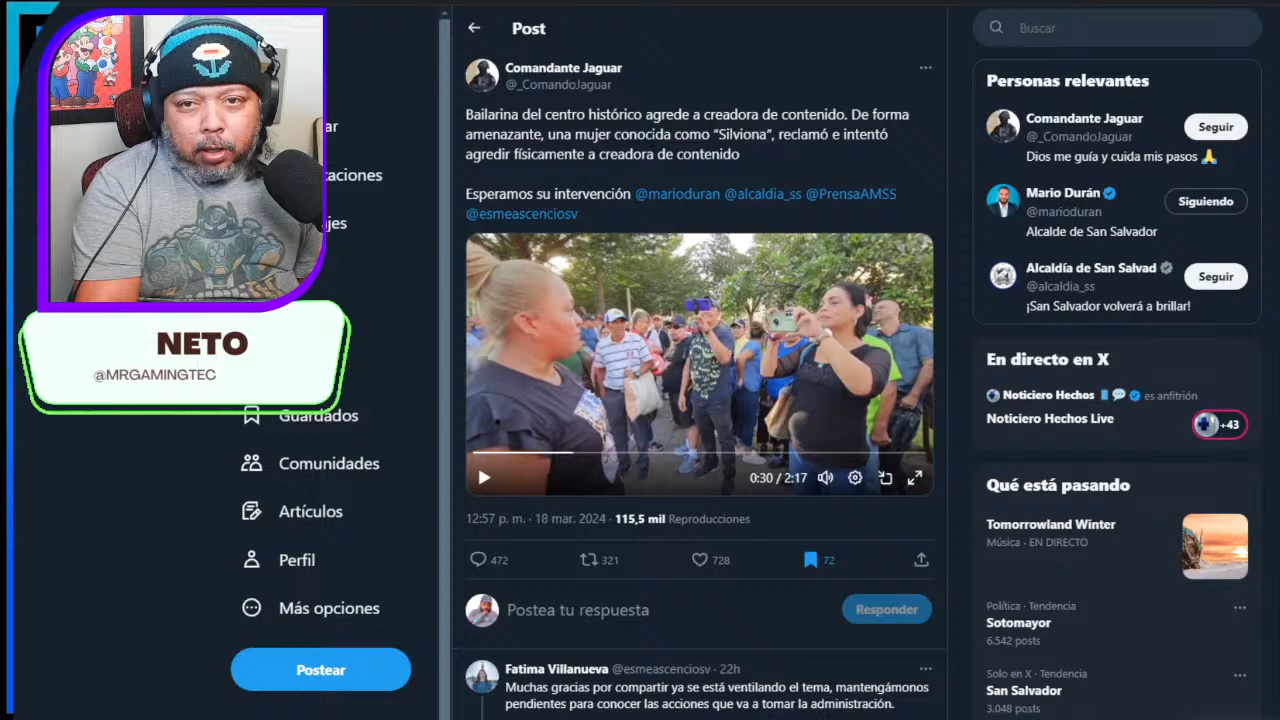 NETO
@MRGAMINGTEC
ar
zaciones
jes
Guardados
Comunidades
Artículos
Perfil
Más opciones
Postear
Post
Comandante Jaguar
@_ComandoJaguar
Bailarina del centro histórico agrede a creadora de contenido. De forma
amenazante, una mujer conocida como “Silviona”, reclamó e intentó
agredir físicamente a creadora de contenido
Esperamos su intervención @marioduran @alcaldia_ss @PrensaAMSS
@esmeascenciosv
0:30 / 2:17
12:57 p. m. · 18 mar. 2024 · 115,5 mil Reproducciones
472 321 728 72
Postea tu respuesta
Responder
Fatima Villanueva @esmeascenciosv · 22h
Muchas gracias por compartir ya se está ventilando el tema, mantengámonos
pendientes para conocer las acciones que va a tomar la administración.
Buscar
Personas relevantes
Comandante Jaguar
@_ComandoJaguar
Seguir
Dios me guía y cuida mis pasos 🙏
Mario Durán
@marioduran
Siguiendo
Alcalde de San Salvador
Alcaldía de San Salvad
@alcaldia_ss
Seguir
¡San Salvador volverá a brillar!
En directo en X
Noticiero Hechos es anfitrión
Noticiero Hechos Live
+43
Qué está pasando
Tomorrowland Winter
Música · EN DIRECTO
Política · Tendencia
Sotomayor
6.542 posts
Solo en X · Tendencia
San Salvador
3.048 posts